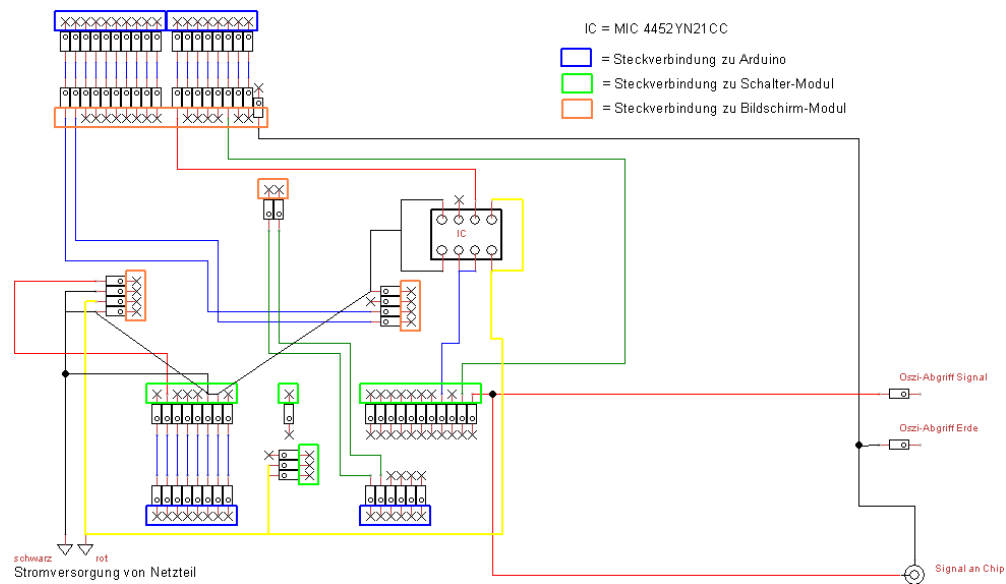 IC = MIC 4452YN21CC
= Steckverbindung zu Arduino
= Steckverbindung zu Schalter-Modul
= Steckverbindung zu Bildschirm-Modul
IC
Oszi-Abgriff Signal
Oszi-Abgriff Erde
schwarz
rot
Stromversorgung von Netzteil
Signal an Chip